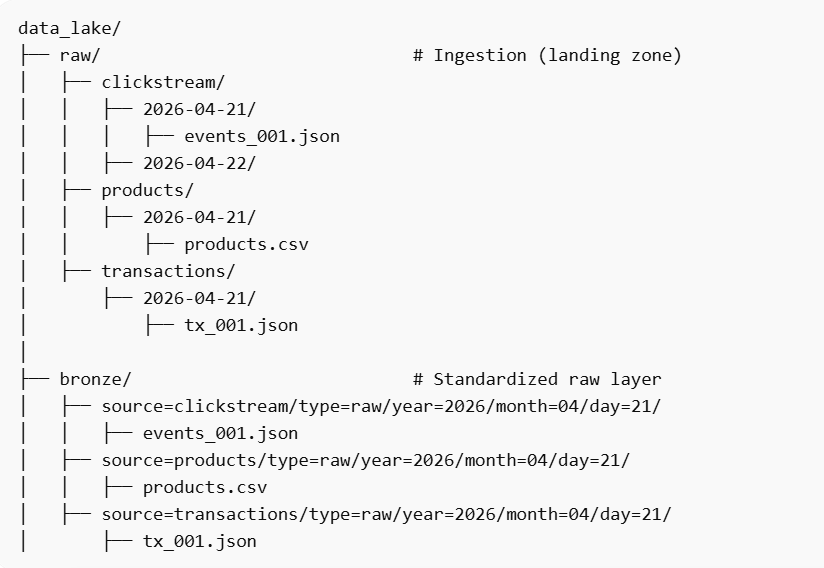 data_lake/
├── raw/                              # Ingestion (landing zone)
│   ├── clickstream/
│   │   ├── 2026-04-21/
│   │   │   ├── events_001.json
│   │   ├── 2026-04-22/
│   ├── products/
│   │   ├── 2026-04-21/
│   │       ├── products.csv
│   ├── transactions/
│       ├── 2026-04-21/
│           ├── tx_001.json
│
├── bronze/                           # Standardized raw layer
│   ├── source=clickstream/type=raw/year=2026/month=04/day=21/
│   │   ├── events_001.json
│   ├── source=products/type=raw/year=2026/month=04/day=21/
│   │   ├── products.csv
│   ├── source=transactions/type=raw/year=2026/month=04/day=21/
│       ├── tx_001.json